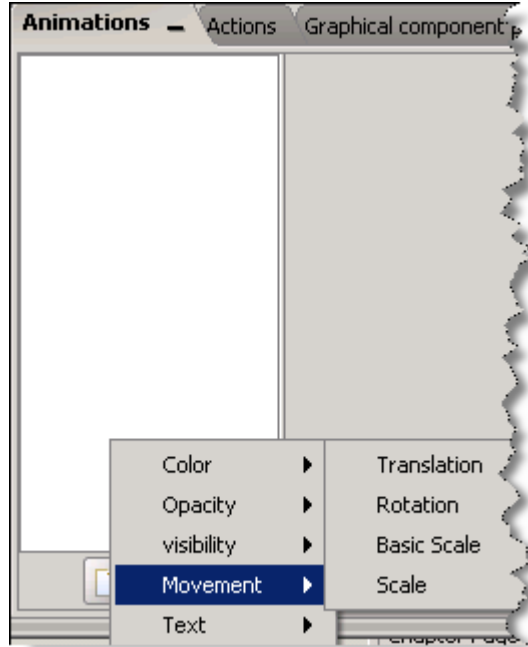 Animations Actions Graphical component
Color Translation
Opacity Rotation
visibility Basic Scale
Movement Scale
Text